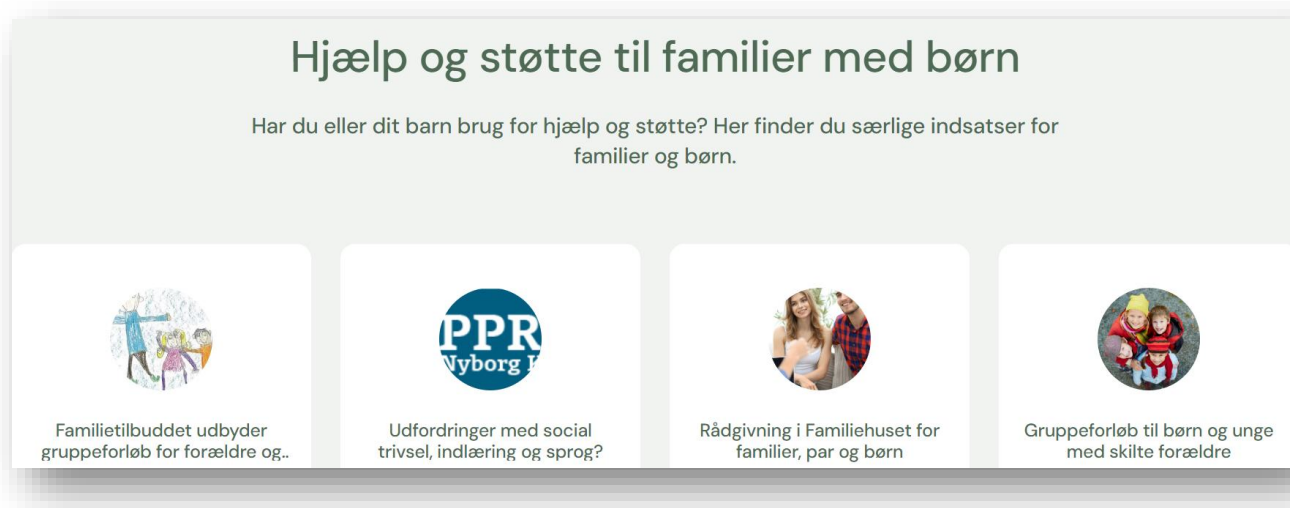 Hjælp og støtte til familier med børn
Har du eller dit barn brug for hjælp og støtte? Her finder du særlige indsatser for
familier og børn.
PPR
Nyborg
Familietilbuddet udbyder
gruppeforløb for forældre og..
Udfordringer med social
trivsel, indlæring og sprog?
Rådgivning i Familiehuset for
familier, par og børn
Gruppeforløb til børn og unge
med skilte forældre